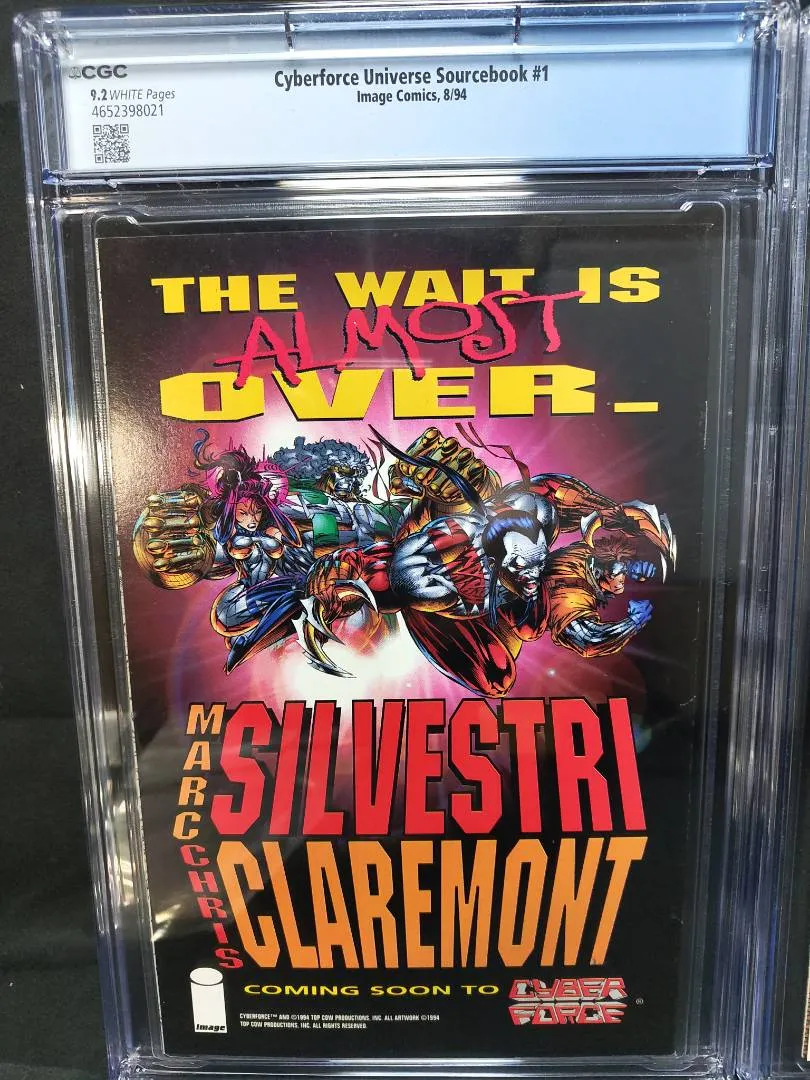 CGC
Cyberforce Universe Sourcebook #1
9.2 WHITE Pages
Image Comics, 8/94
4652398021
THE WAIT IS
ALMOST
OVER_
MARC SILVESTRI
CHRIS CLAREMONT
COMING SOON TO CYBER FORCE ®
Image
CYBERFORCE™ AND ©1994 TOP COW PRODUCTIONS, INC. ALL ARTWORK ©1994
TOP COW PRODUCTIONS, INC. ALL RIGHTS RESERVED.